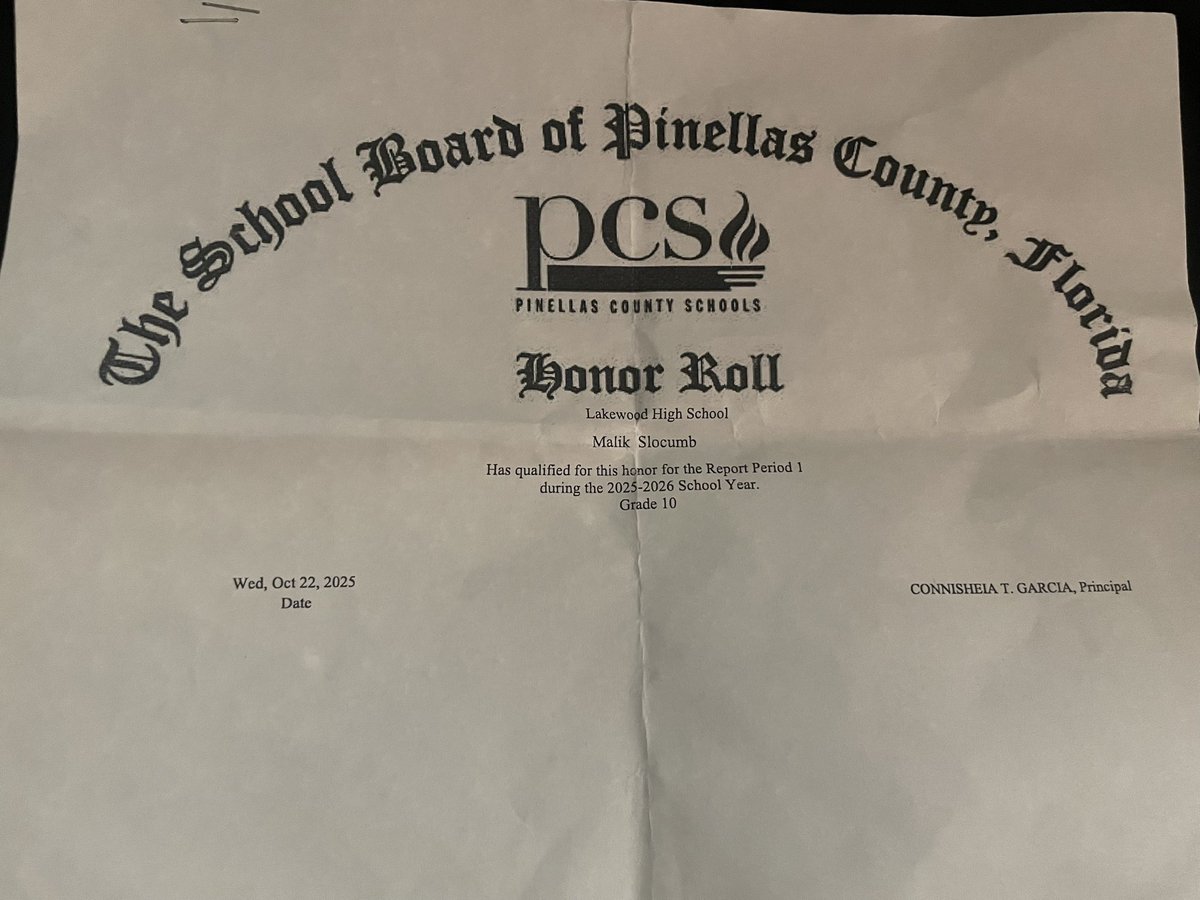 The School Board of Pinellas County, Florida
pcs
PINELLAS COUNTY SCHOOLS
Honor Roll
Lakewood High School
Malik Slocumb
Has qualified for this honor for the Report Period 1
during the 2025-2026 School Year.
Grade 10
Wed, Oct 22, 2025
Date
CONNISHEIA T. GARCIA, Principal